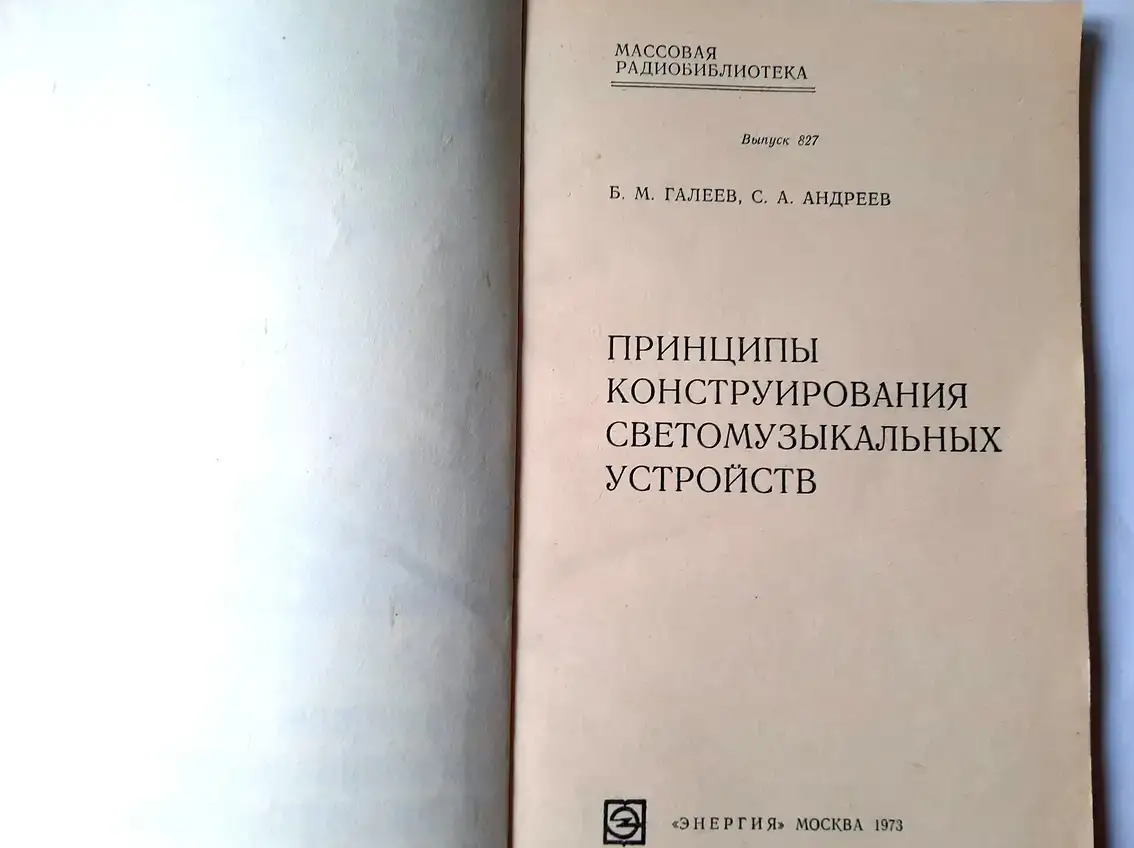 МАССОВАЯ
РАДИОБИБЛИОТЕКА
Выпуск 827
Б. М. ГАЛЕЕВ, С. А. АНДРЕЕВ
ПРИНЦИПЫ
КОНСТРУИРОВАНИЯ
СВЕТОМУЗЫКАЛЬНЫХ
УСТРОЙСТВ
«ЭНЕРГИЯ» МОСКВА 1973